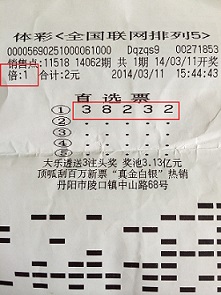 体彩<全国联网排列5>
00005690251000061000 Dqzqs9 00271853
销售点:11518 14062期 共1期 14/03/11开奖
倍:1 合计:2元 2014/03/11 15:44:43
直选票
① 3 8 2 3 2
② - - - - -
③ - - - - -
④ - - - - -
⑤ - - - - -
大乐透送3注头奖 奖池3.13亿元
顶呱刮百万新票“真金白银”热销
丹阳市陵口镇中山路68号